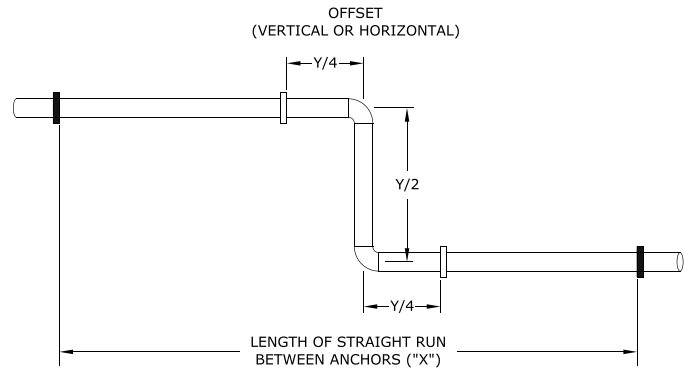 OFFSET
(VERTICAL OR HORIZONTAL)
Y/4
Y/2
Y/4
LENGTH OF STRAIGHT RUN
BETWEEN ANCHORS ("X")